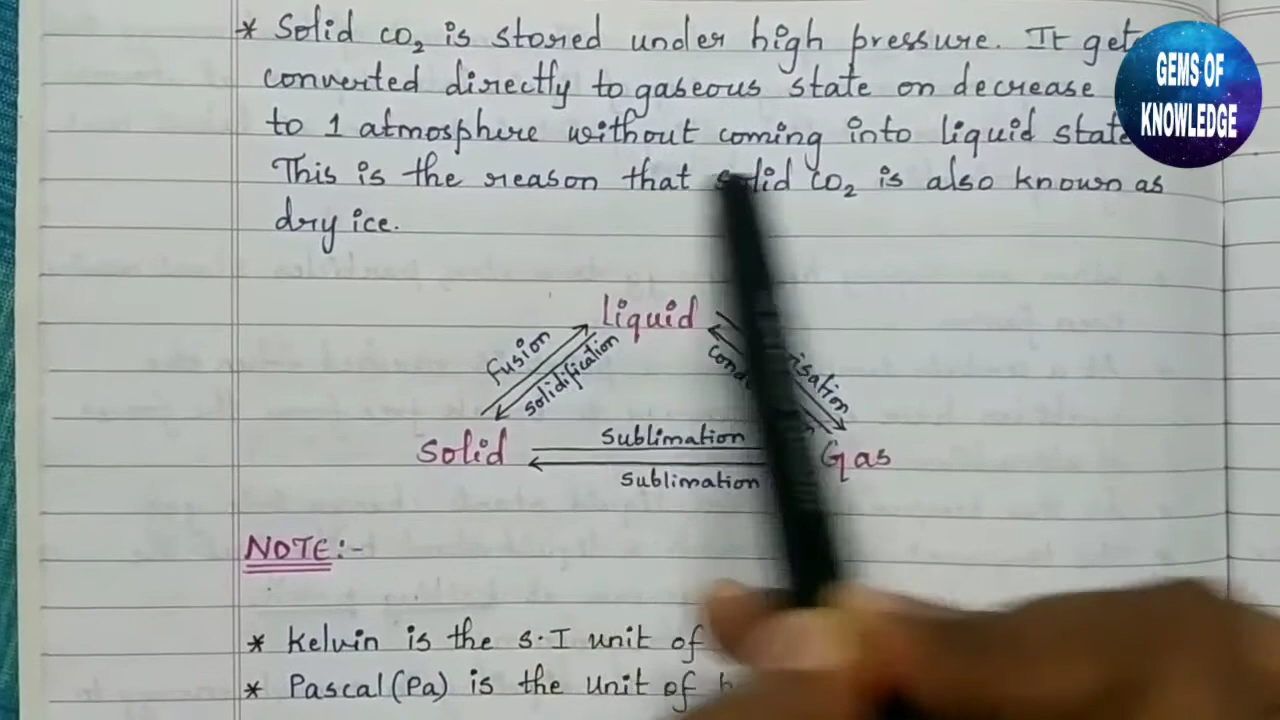 * Solid CO₂ is stored under high pressure. It get
converted directly to gaseous state on decrease
to 1 atmosphere without coming into liquid state
This is the reason that solid CO₂ is also known as
dry ice.
GEMS OF
KNOWLEDGE
Liquid
Fusion
Solidification
isation
Cond
Solid
Sublimation
Gas
Sublimation
NOTE:-
* Kelvin is the S.I unit of
* Pascal (Pa) is the unit of